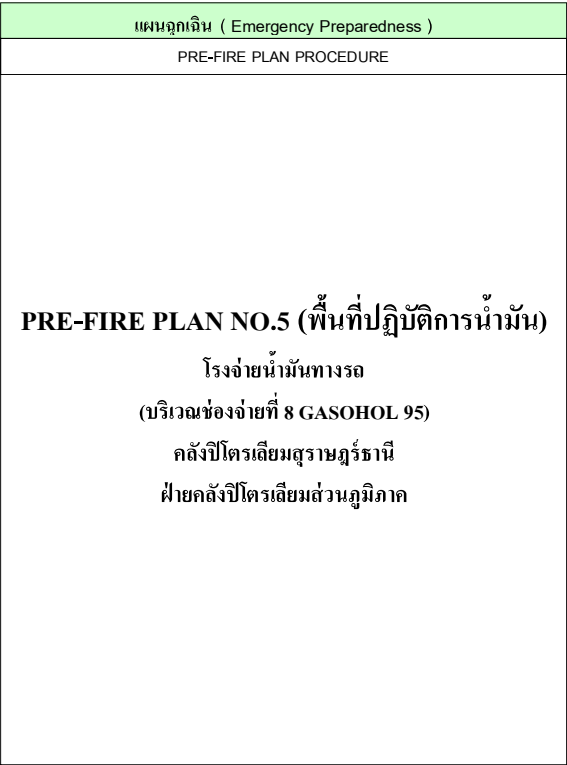 แผนฉุกเฉิน ( Emergency Preparedness )
PRE-FIRE PLAN PROCEDURE
PRE-FIRE PLAN NO.5 (พื้นที่ปฏิบัติการน้ำมัน)
โรงจ่ายน้ำมันทางรถ
(บริเวณช่องจ่ายที่ 8 GASOHOL 95)
คลังปิโตรเลียมสุราษฎร์ธานี
ฝ่ายคลังปิโตรเลียมส่วนภูมิภาค